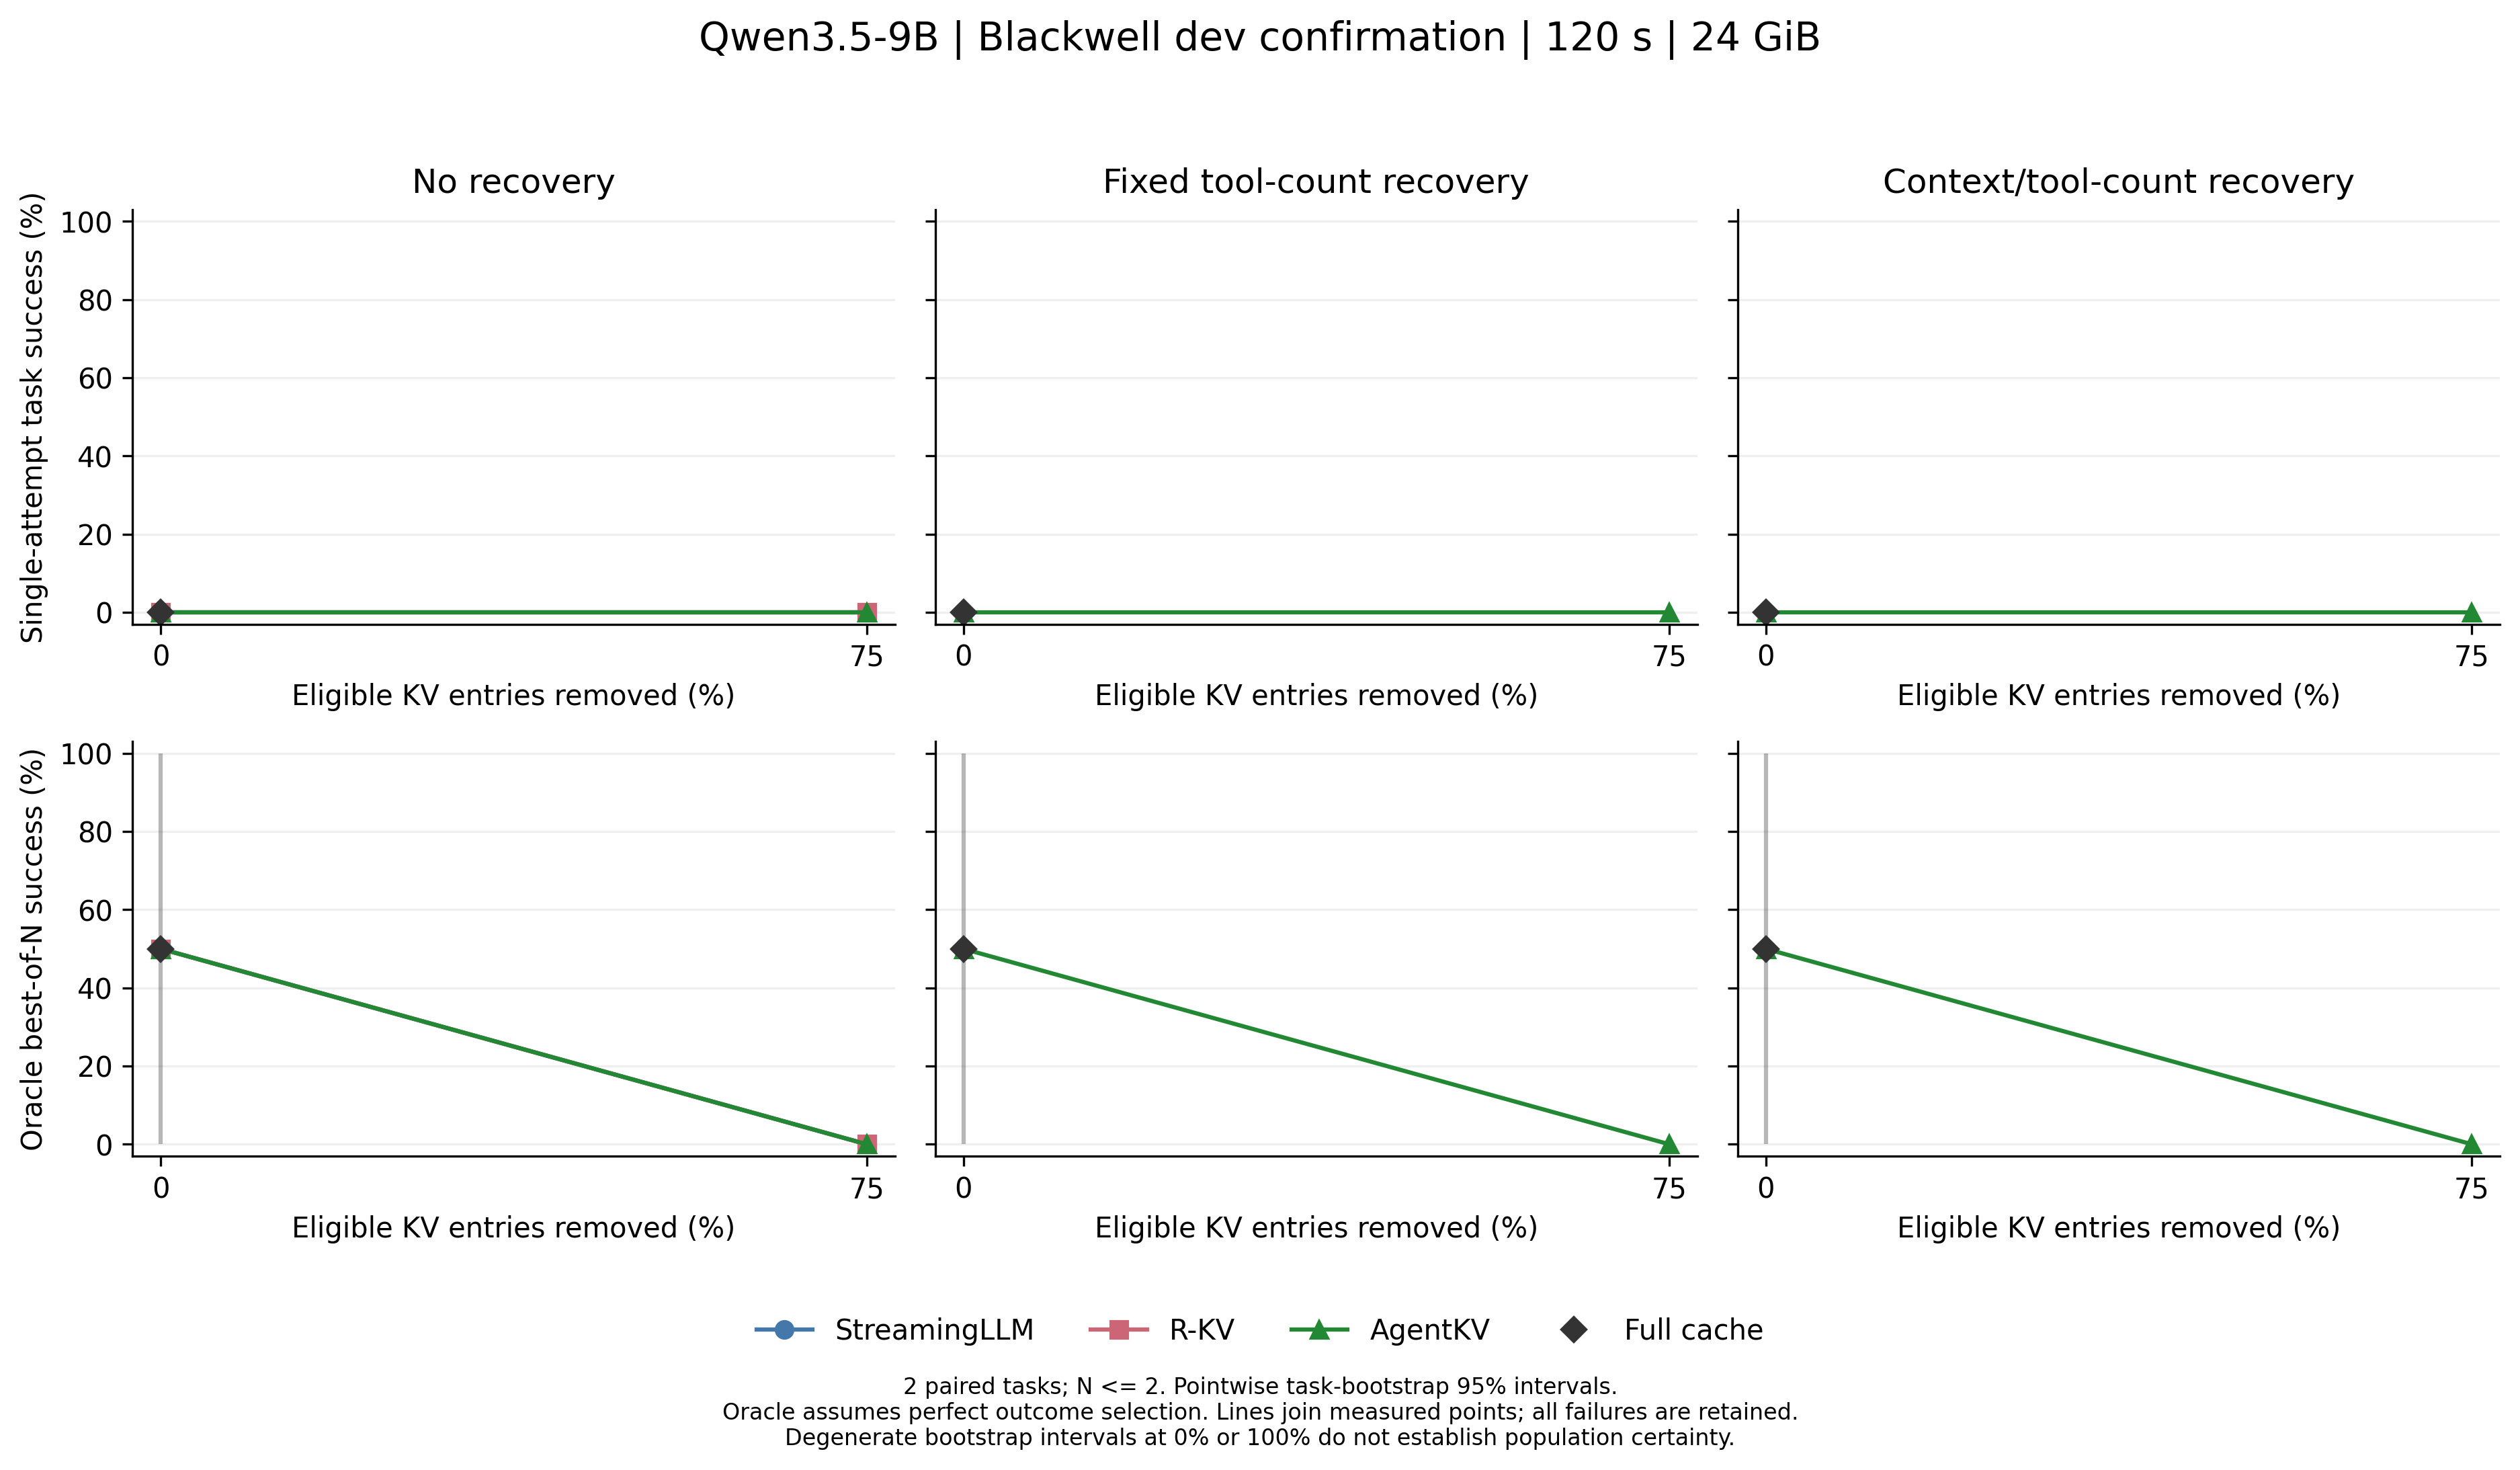 Qwen3.5-9B | Blackwell dev confirmation | 120 s | 24 GiB
No recovery
Fixed tool-count recovery
Context/tool-count recovery
Single-attempt task success (%)
100
80
60
40
20
0
0
75
Eligible KV entries removed (%)
0
75
Eligible KV entries removed (%)
0
75
Eligible KV entries removed (%)
Oracle best-of-N success (%)
100
80
60
40
20
0
0
75
Eligible KV entries removed (%)
0
75
Eligible KV entries removed (%)
0
75
Eligible KV entries removed (%)
StreamingLLM
R-KV
AgentKV
Full cache
2 paired tasks; N <= 2. Pointwise task-bootstrap 95% intervals.
Oracle assumes perfect outcome selection. Lines join measured points; all failures are retained.
Degenerate bootstrap intervals at 0% or 100% do not establish population certainty.